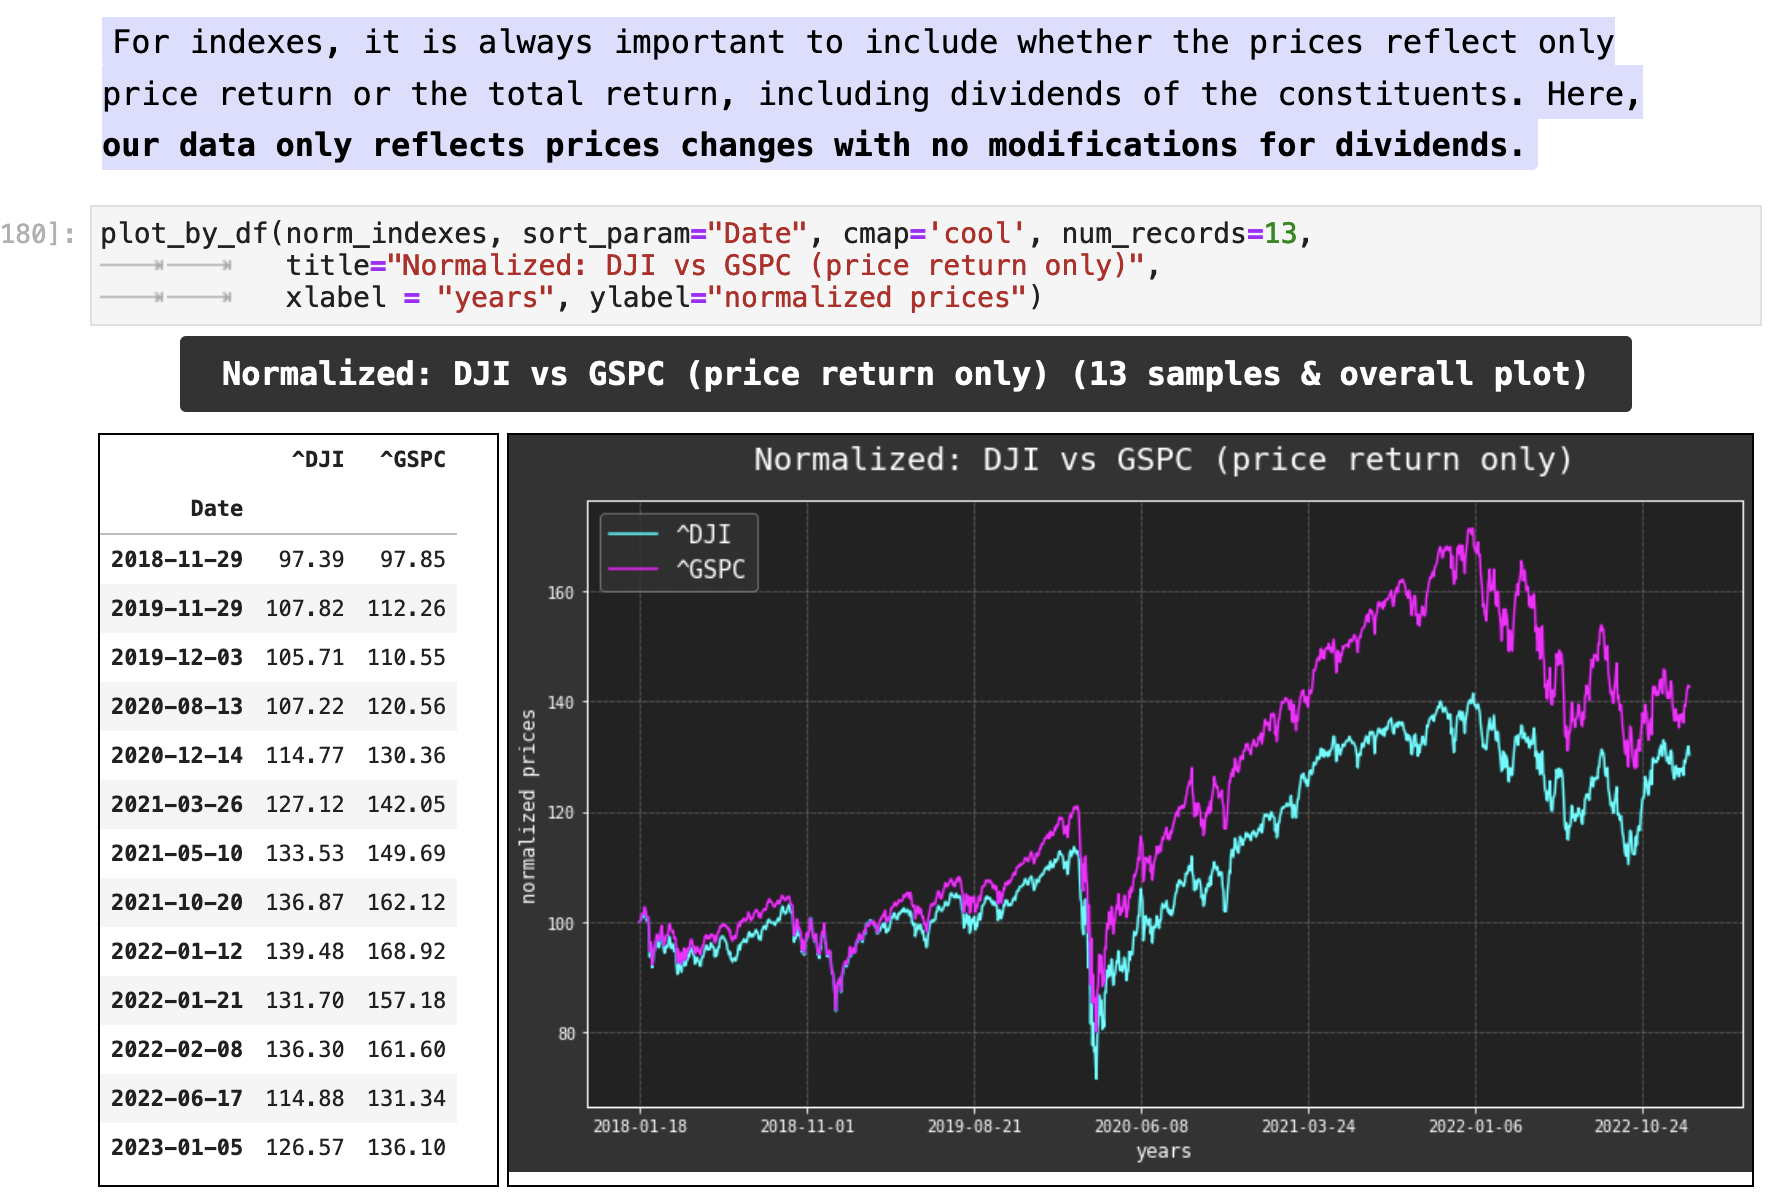 For indexes, it is always important to include whether the prices reflect only
price return or the total return, including dividends of the constituents. Here,
our data only reflects prices changes with no modifications for dividends.
180]: plot_by_df(norm_indexes, sort_param="Date", cmap='cool', num_records=13,
title="Normalized: DJI vs GSPC (price return only)",
xlabel = "years", ylabel="normalized prices")
Normalized: DJI vs GSPC (price return only) (13 samples & overall plot)
^DJI ^GSPC
Date
2018-11-29 97.39 97.85
2019-11-29 107.82 112.26
2019-12-03 105.71 110.55
2020-08-13 107.22 120.56
2020-12-14 114.77 130.36
2021-03-26 127.12 142.05
2021-05-10 133.53 149.69
2021-10-20 136.87 162.12
2022-01-12 139.48 168.92
2022-01-21 131.70 157.18
2022-02-08 136.30 161.60
2022-06-17 114.88 131.34
2023-01-05 126.57 136.10
Normalized: DJI vs GSPC (price return only)
^DJI
^GSPC
160
140
120
100
80
normalized prices
2018-01-18 2018-11-01 2019-08-21 2020-06-08 2021-03-24 2022-01-06 2022-10-24
years